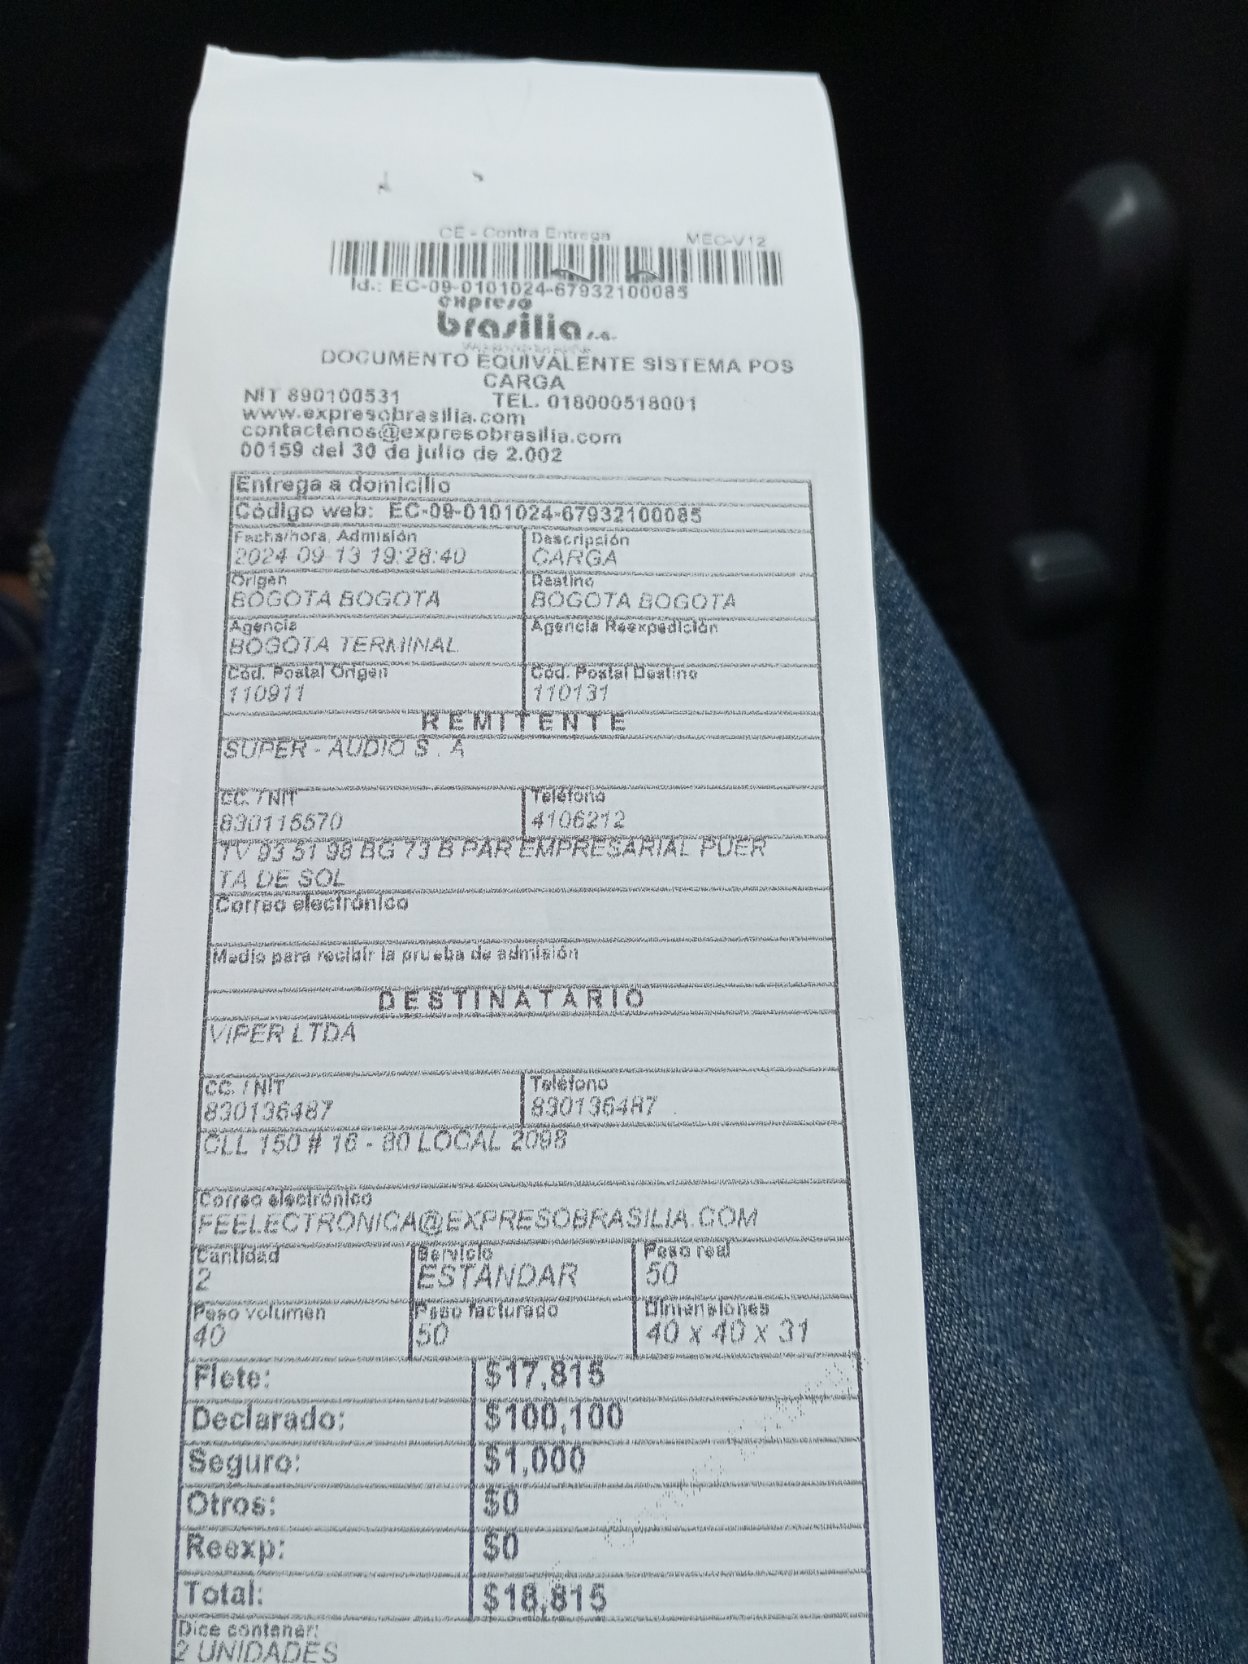 CE - Contra Entrega MEC-V12
Id.: EC-09-0101024-67932100085
expreso
brasilia s.a.
DOCUMENTO EQUIVALENTE SISTEMA POS
CARGA
NIT 890100531 TEL. 018000518001
www.expresobrasilia.com
contactenos@expresobrasilia.com
00159 del 30 de julio de 2.002
Entrega a domicilio
Código web: EC-09-0101024-67932100085
Fecha/hora, Admisión Descripción
2024-09-13 19:28:40 CARGA
Origen Destino
BOGOTA BOGOTA BOGOTA BOGOTA
Agencia Agencia Reexpedición
BOGOTA TERMINAL
Cód. Postal Origen Cód. Postal Destino
110911 110131
REMITENTE
SUPER - AUDIO S . A
CC. / NIT Teléfono
830115570 4106212
TV 93 51 98 BG 73 B PAR EMPRESARIAL PUER
TA DE SOL
Correo electrónico
Medio para recibir la prueba de admisión
DESTINATARIO
VIPER LTDA
CC. / NIT Teléfono
830136487 830136487
CLL 150 # 16 - 80 LOCAL 2098
Correo electrónico
FEELECTRONICA@EXPRESOBRASILIA.COM
Cantidad Servicio Peso real
2 ESTANDAR 50
Peso volumen Peso facturado Dimensiones
40 50 40 x 40 x 31
Flete: $17,815
Declarado: $100,100
Seguro: $1,000
Otros: $0
Reexp: $0
Total: $18,815
Dice contener:
2 UNIDADES